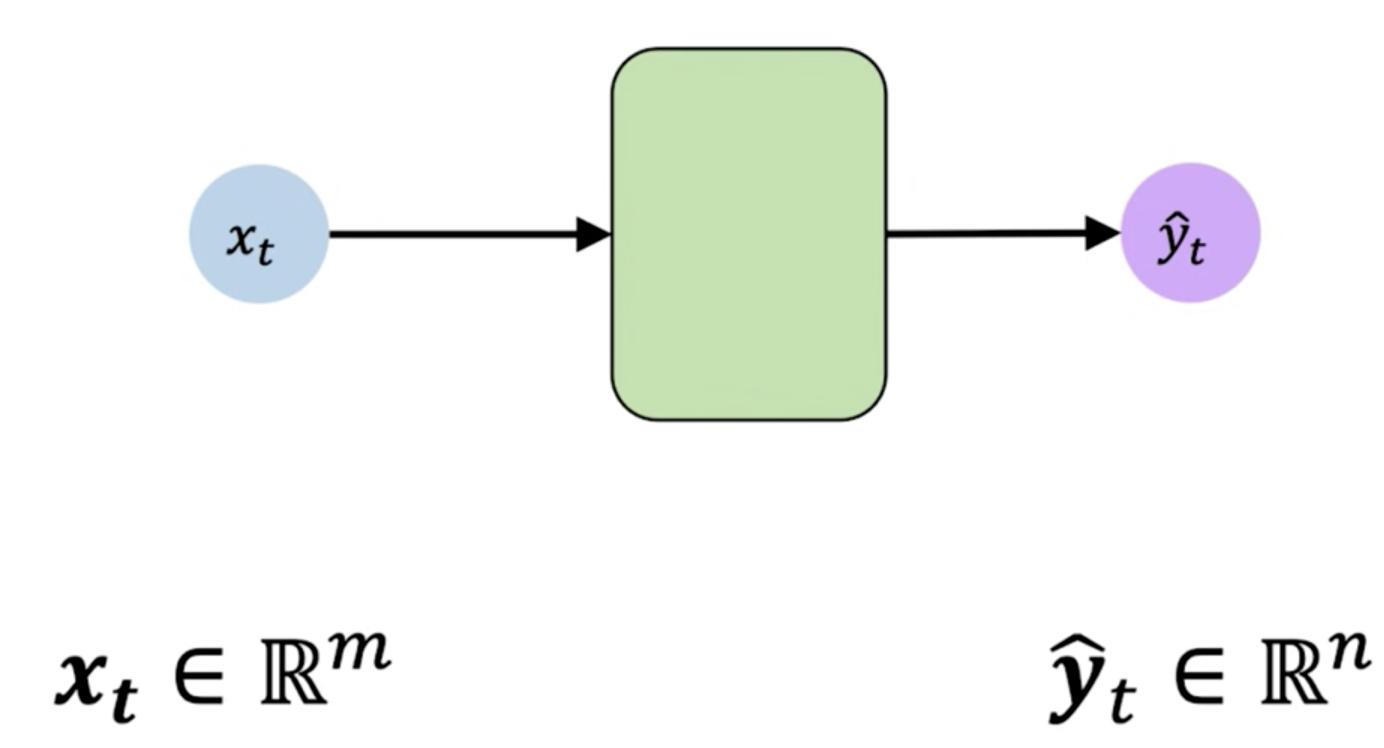 xₜ
ŷₜ
xₜ ∈ ℝᵐ
ŷₜ ∈ ℝⁿ